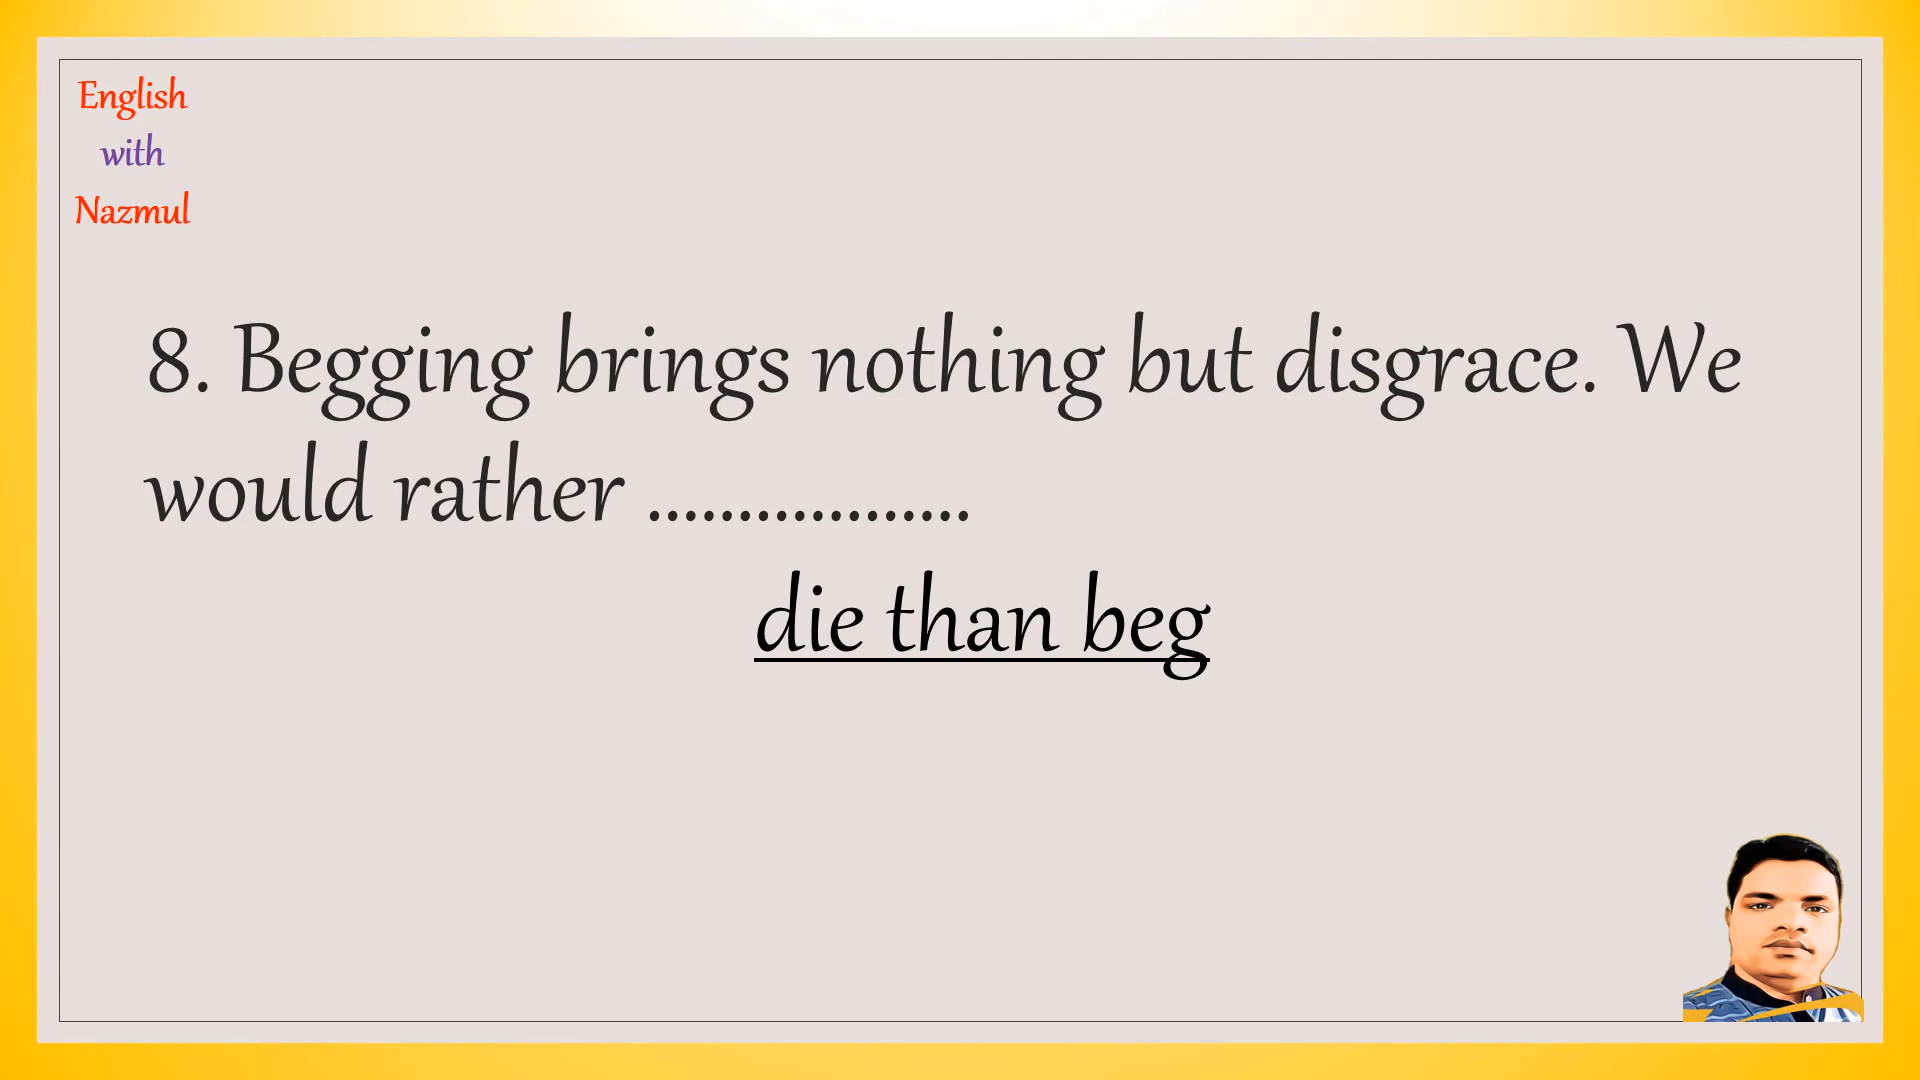 English
with
Nazmul
8. Begging brings nothing but disgrace. We
would rather ..................
die than beg